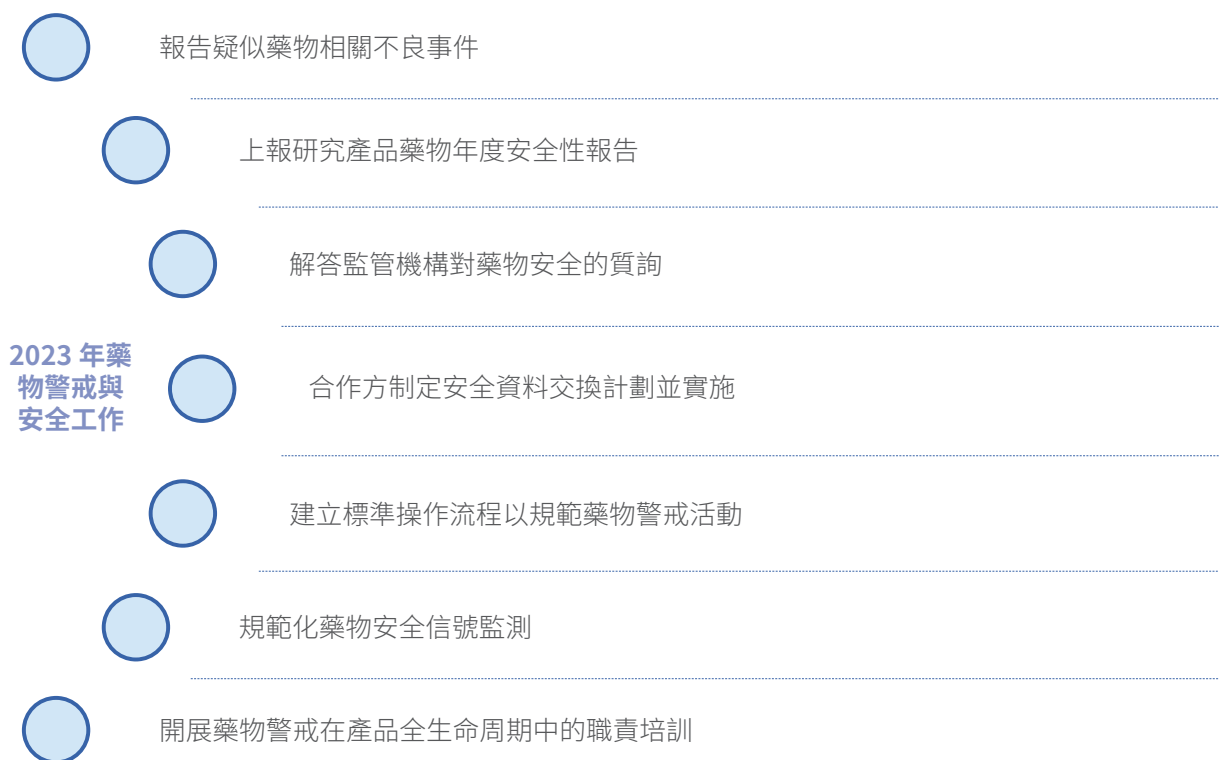 報告疑似藥物相關不良事件
上報研究產品藥物年度安全性報告
解答監管機構對藥物安全的質詢
2023 年藥
物警戒與
安全工作
合作方制定安全資料交換計劃並實施
建立標準操作流程以規範藥物警戒活動
規範化藥物安全信號監測
開展藥物警戒在產品全生命周期中的職責培訓